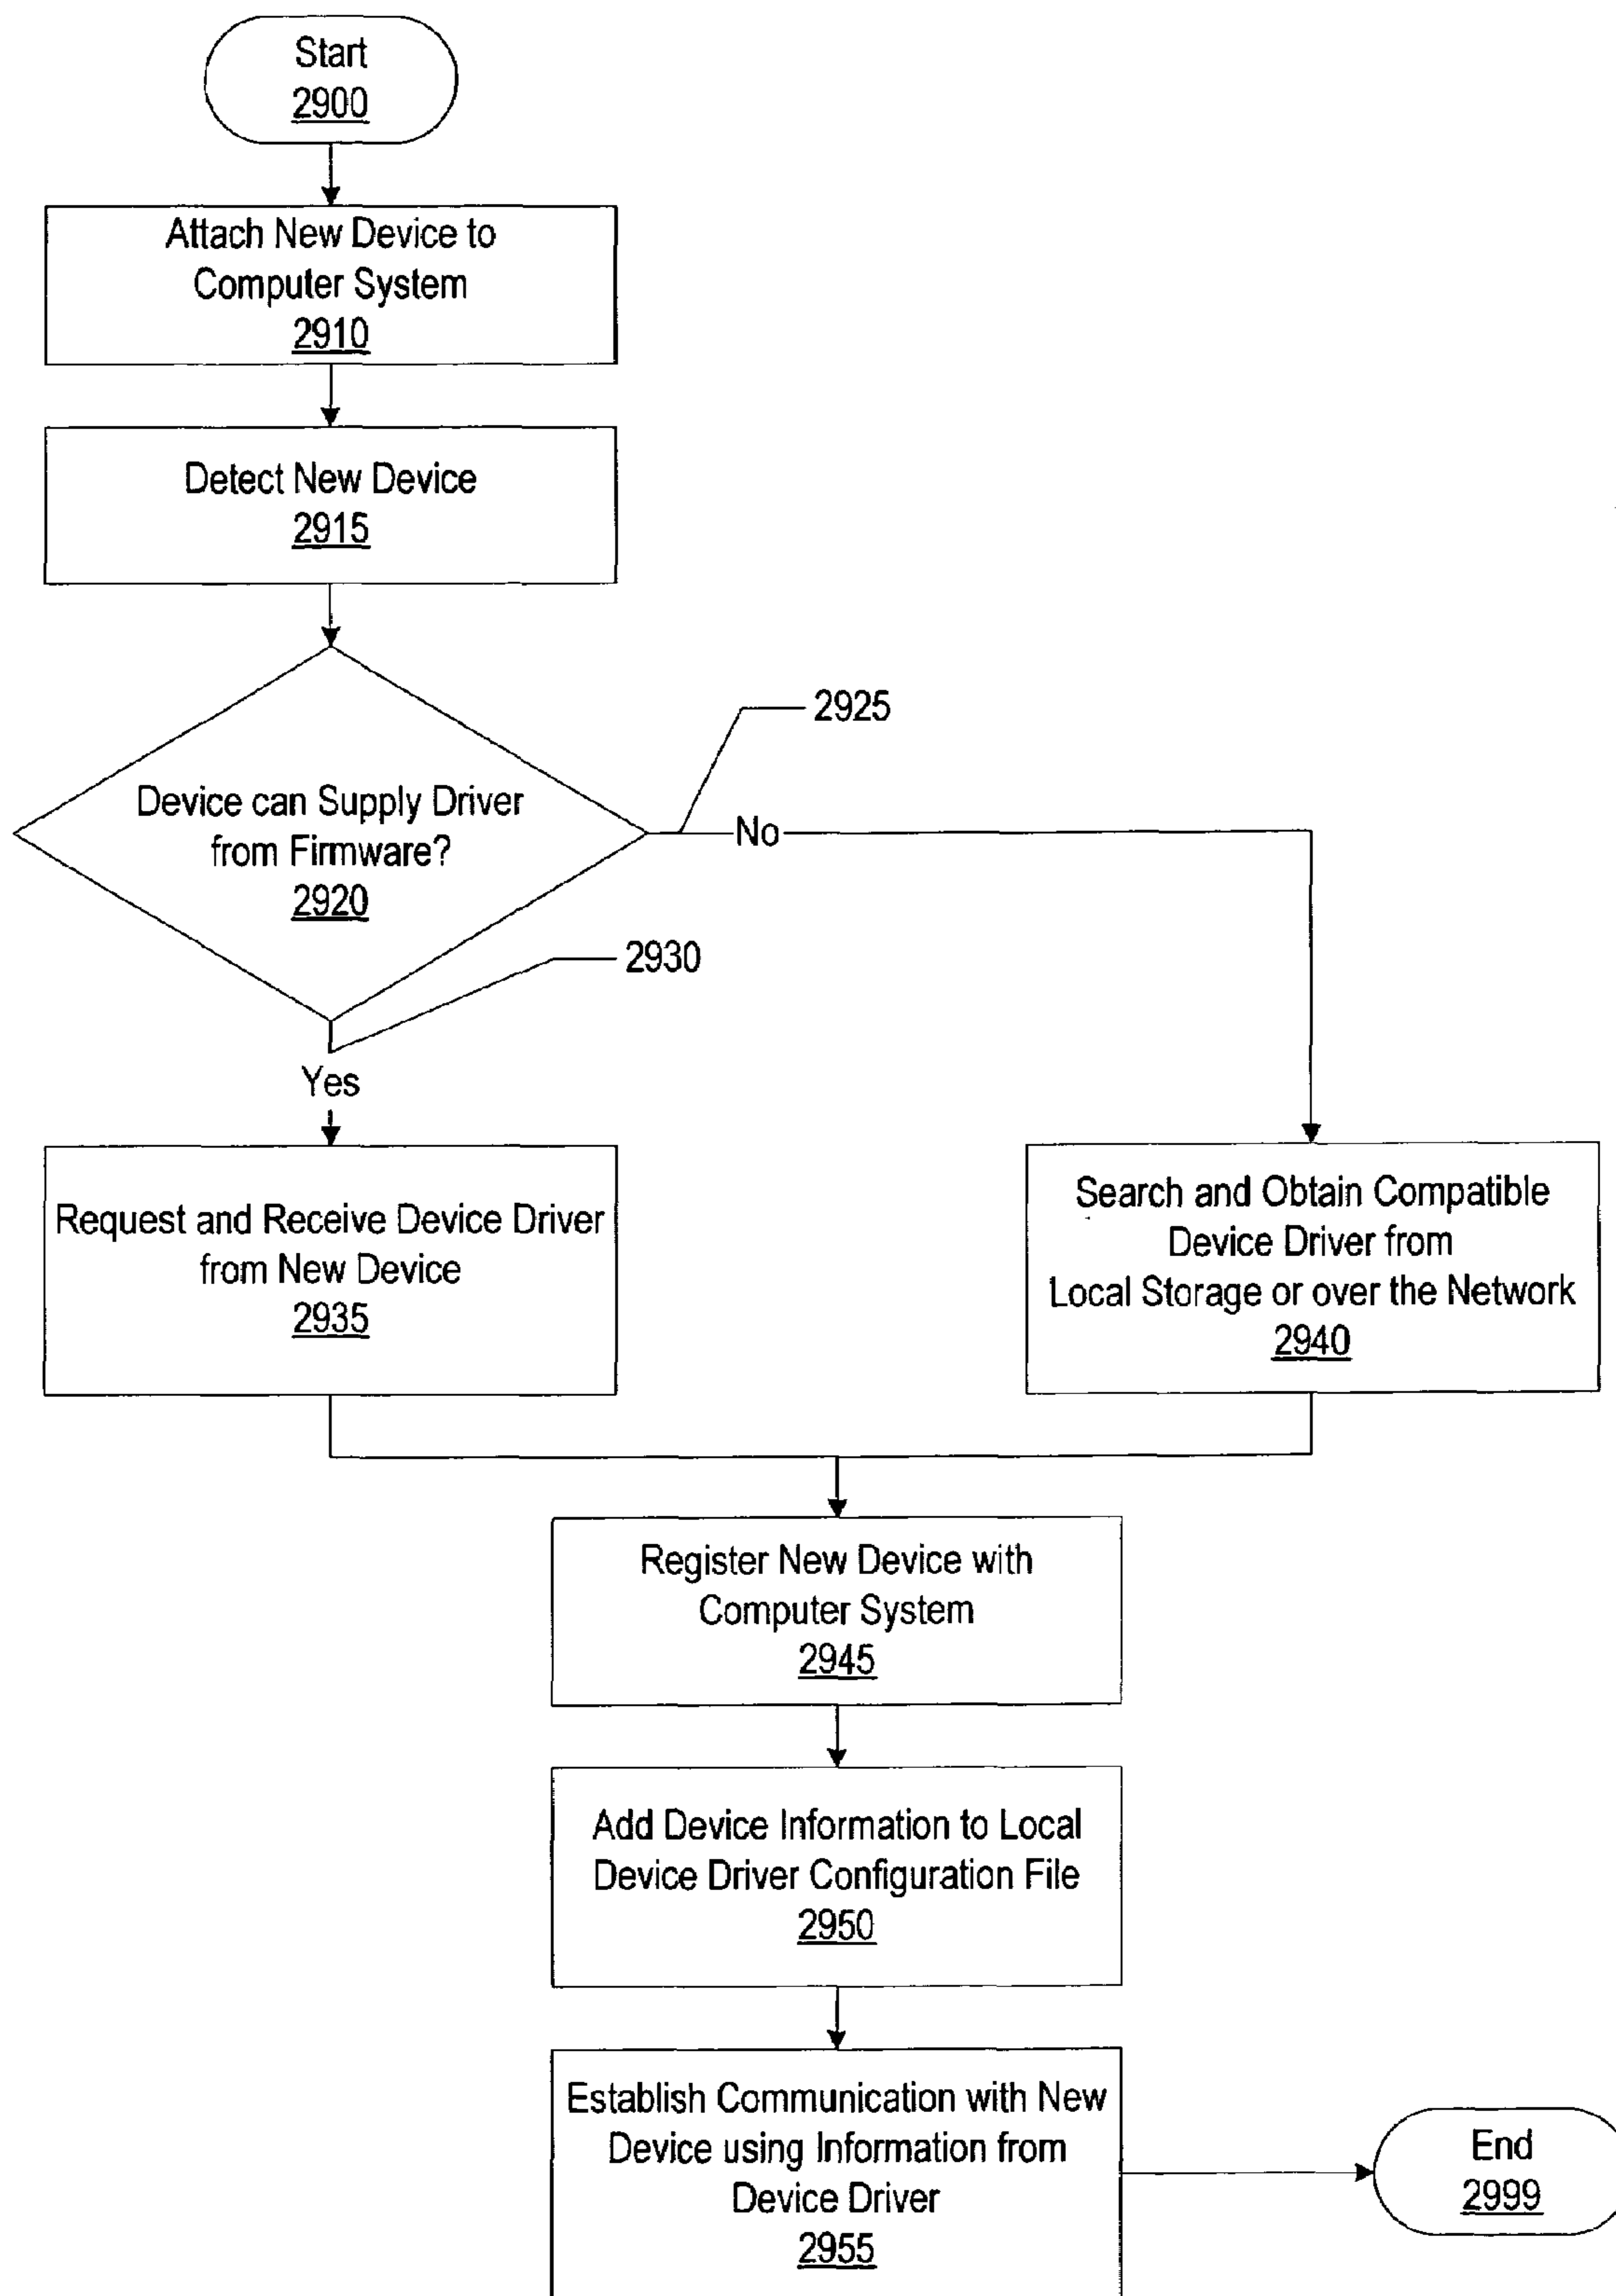 Start
2900
Attach New Device to
Computer System
2910
Detect New Device
2915
2925
Device can Supply Driver
from Firmware?
2920
No
2930
Yes
Request and Receive Device Driver
from New Device
2935
Search and Obtain Compatible
Device Driver from
Local Storage or over the Network
2940
Register New Device with
Computer System
2945
Add Device Information to Local
Device Driver Configuration File
2950
Establish Communication with New
Device using Information from
Device Driver
2955
End
2999